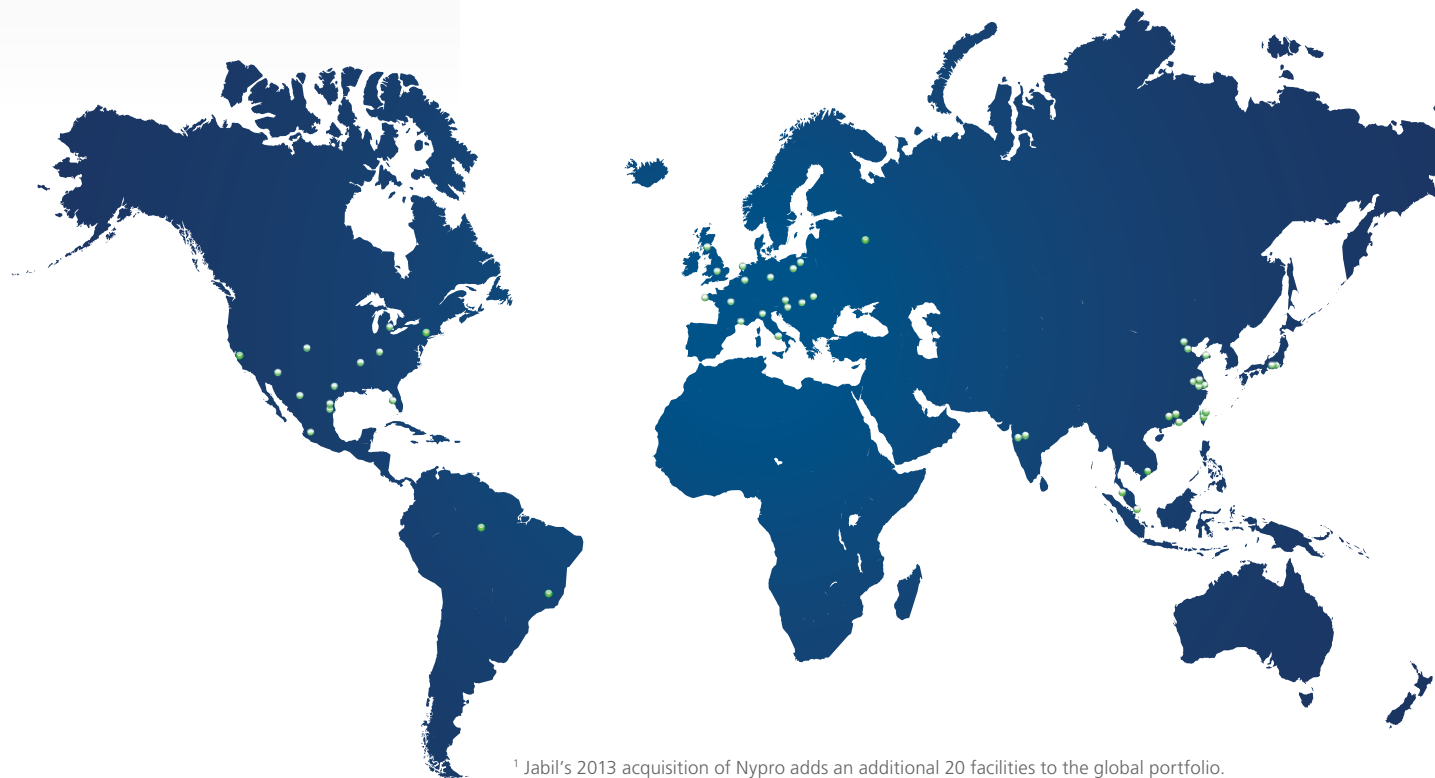 ¹ Jabil's 2013 acquisition of Nypro adds an additional 20 facilities to the global portfolio.